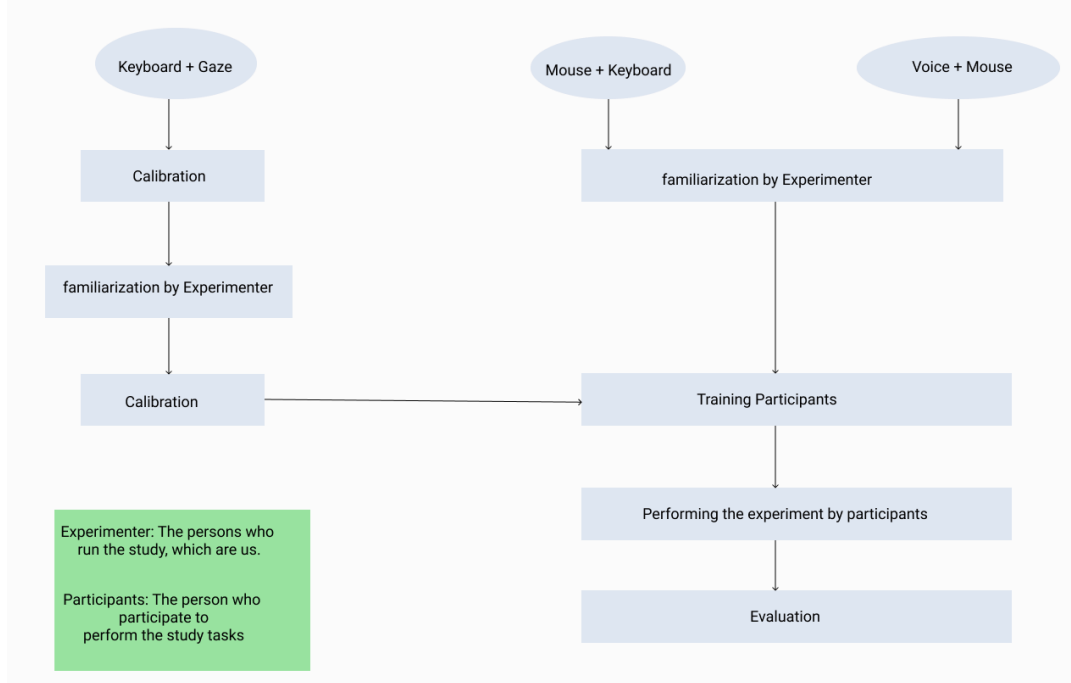 Keyboard + Gaze
Mouse + Keyboard
Voice + Mouse
Calibration
familiarization by Experimenter
familiarization by Experimenter
Calibration
Training Participants
Performing the experiment by participants
Evaluation
Experimenter: The persons who
run the study, which are us.
Participants: The person who
participate to
perform the study tasks